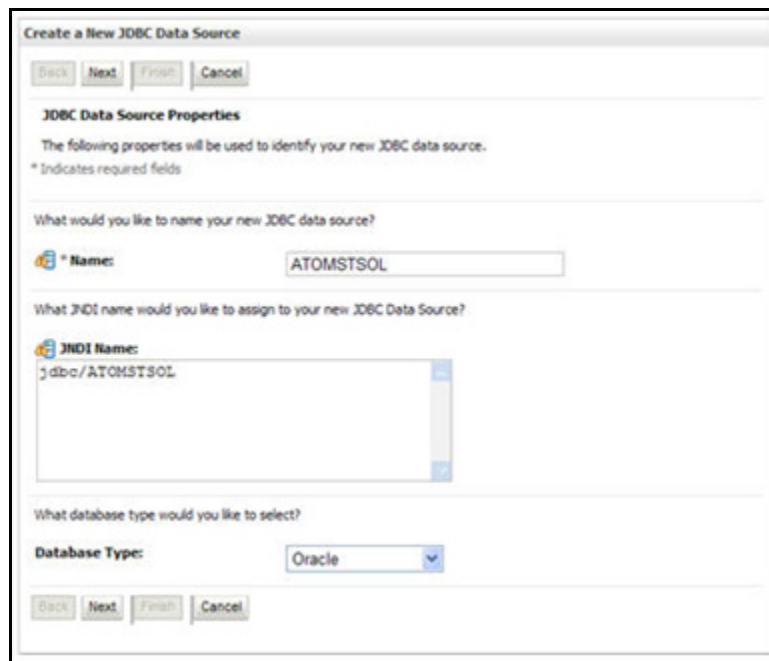 Create a New JDBC Data Source
Back Next Finish Cancel
JDBC Data Source Properties
The following properties will be used to identify your new JDBC data source.
* Indicates required fields
What would you like to name your new JDBC data source?
* Name: ATOMSTSOL
What JNDI name would you like to assign to your new JDBC Data Source?
JNDI Name:
jdbc/ATOMSTSOL
What database type would you like to select?
Database Type: Oracle
Back Next Finish Cancel